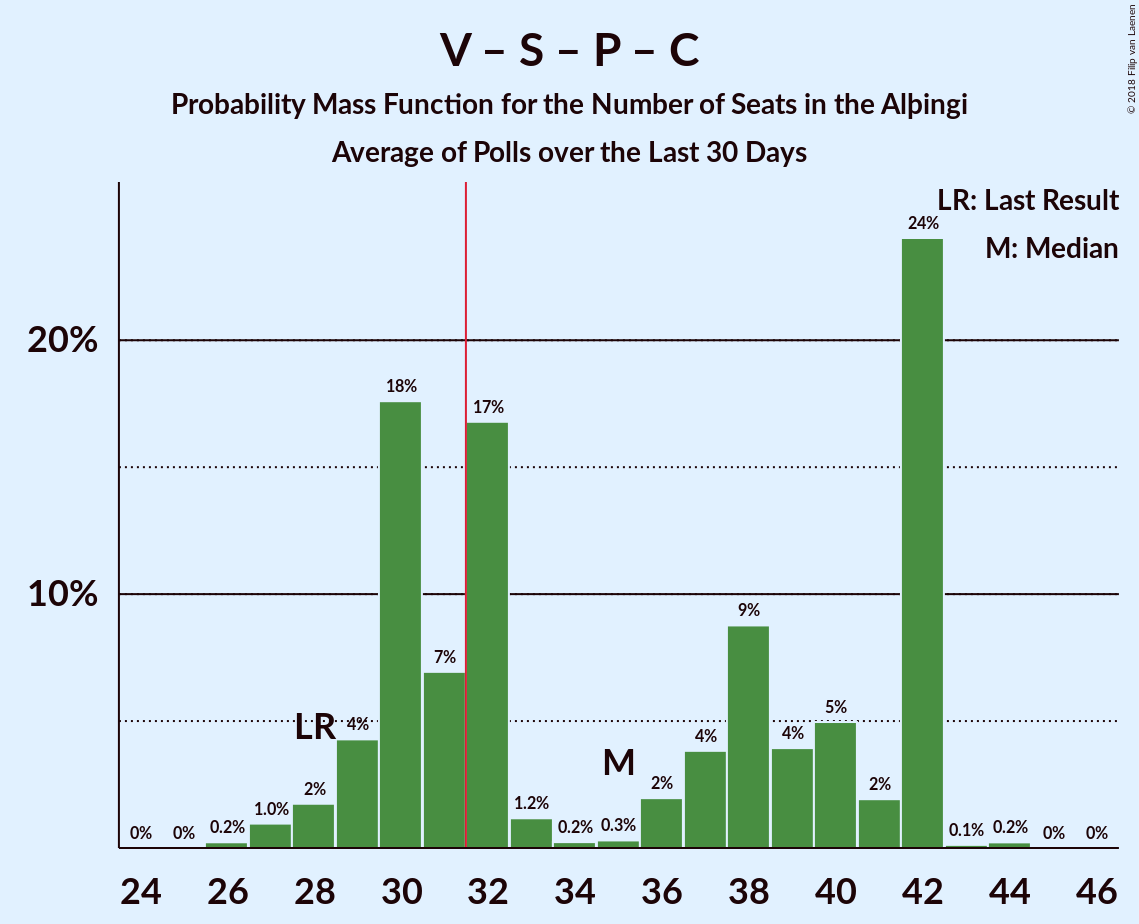 V – S – P – C
Probability Mass Function for the Number of Seats in the Alþingi
Average of Polls over the Last 30 Days
© 2018 Filip van Laenen
LR: Last Result
M: Median
24%
20%
18%
17%
10%
9%
7%
5%
LR
4%
4%
4%
M
2%
2%
2%
1.0%
1.2%
0%
0%
0.2%
0.2%
0.3%
0.1%
0.2%
0%
0%
24 26 28 30 32 34 36 38 40 42 44 46